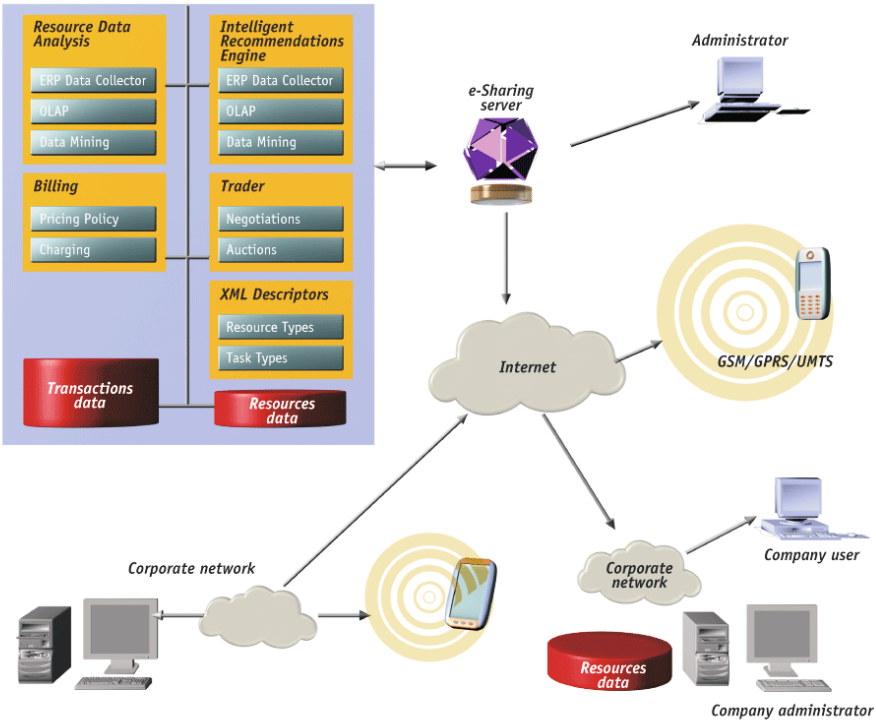 Resource Data
Analysis
ERP Data Collector
OLAP
Data Mining
Intelligent
Recommendations
Engine
ERP Data Collector
OLAP
Data Mining
Billing
Pricing Policy
Charging
Trader
Negotiations
Auctions
XML Descriptors
Resource Types
Task Types
Transactions
data
Resources
data
e-Sharing
server
Administrator
Internet
GSM/GPRS/UMTS
Corporate network
Corporate
network
Company user
Resources
data
Company administrator